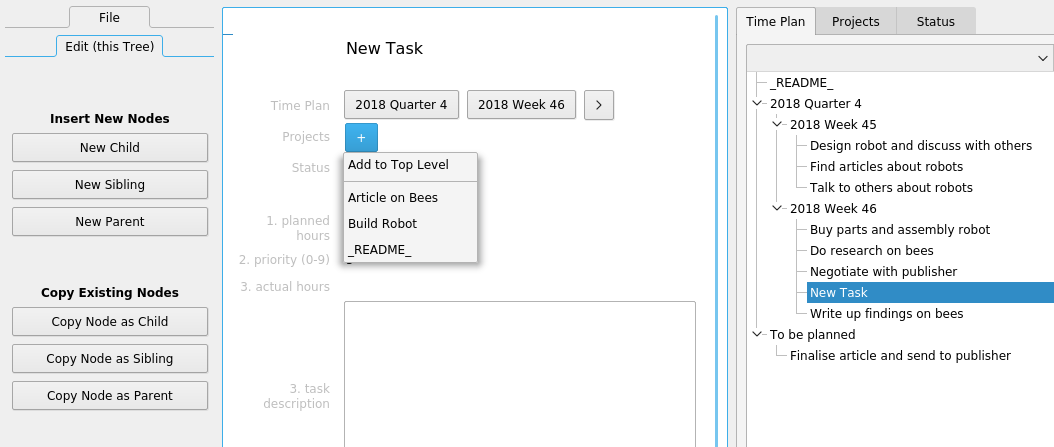 File
Edit (this Tree)
Insert New Nodes
New Child
New Sibling
New Parent
Copy Existing Nodes
Copy Node as Child
Copy Node as Sibling
Copy Node as Parent
New Task
Time Plan
2018 Quarter 4
2018 Week 46
>
Projects
+
Status
Add to Top Level
Article on Bees
Build Robot
_README_
1. planned
hours
2. priority (0-9)
3. actual hours
3. task
description
Time Plan
Projects
Status
_README_
2018 Quarter 4
2018 Week 45
Design robot and discuss with others
Find articles about robots
Talk to others about robots
2018 Week 46
Buy parts and assembly robot
Do research on bees
Negotiate with publisher
New Task
Write up findings on bees
To be planned
Finalise article and send to publisher